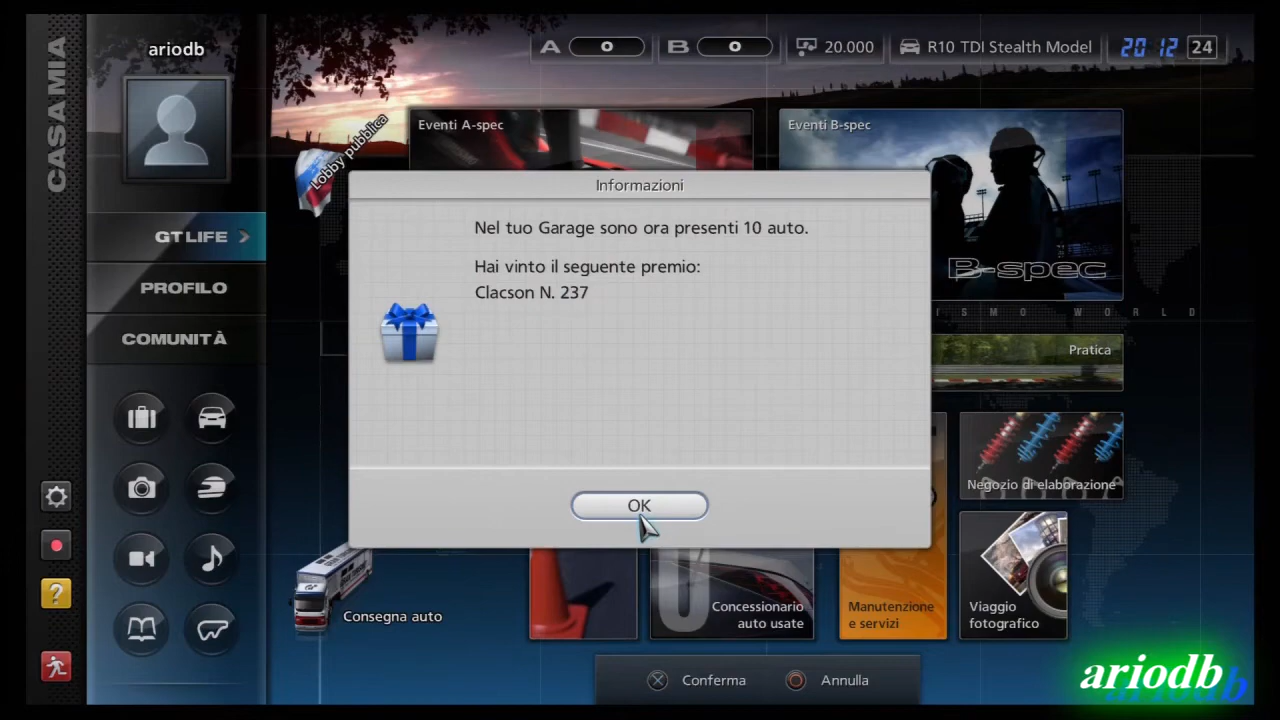 CASA MIA
ariodb
A 0
B 0
20.000
R10 TDI Stealth Model
20 12 24
Lobby pubblica
Eventi A-spec
Eventi B-spec
B-spec
Informazioni
Nel tuo Garage sono ora presenti 10 auto.
Hai vinto il seguente premio:
Clacson N. 237
OK
GT LIFE
PROFILO
COMUNITÀ
I S M O W O R L D
Pratica
Negozio di elaborazione
?
Consegna auto
U
Concessionario
auto usate
Manutenzione
e servizi
Viaggio
fotografico
Conferma
Annulla
ariodb